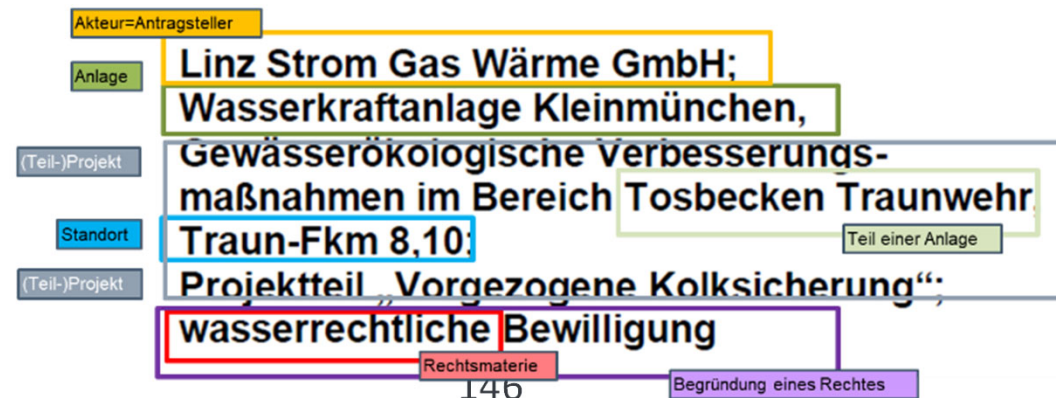 Akteur=Antragsteller
Linz Strom Gas Wärme GmbH;
Anlage
Wasserkraftanlage Kleinmünchen,
(Teil-)Projekt
Gewässerökologische Verbesserungs-
maßnahmen im Bereich Tosbecken Traunwehr,
Standort
Traun-Fkm 8,10:
Teil einer Anlage
(Teil-)Projekt
Projektteil „Vorgezogene Kolksicherung“;
wasserrechtliche Bewilligung
Rechtsmaterie
146
Begründung eines Rechtes